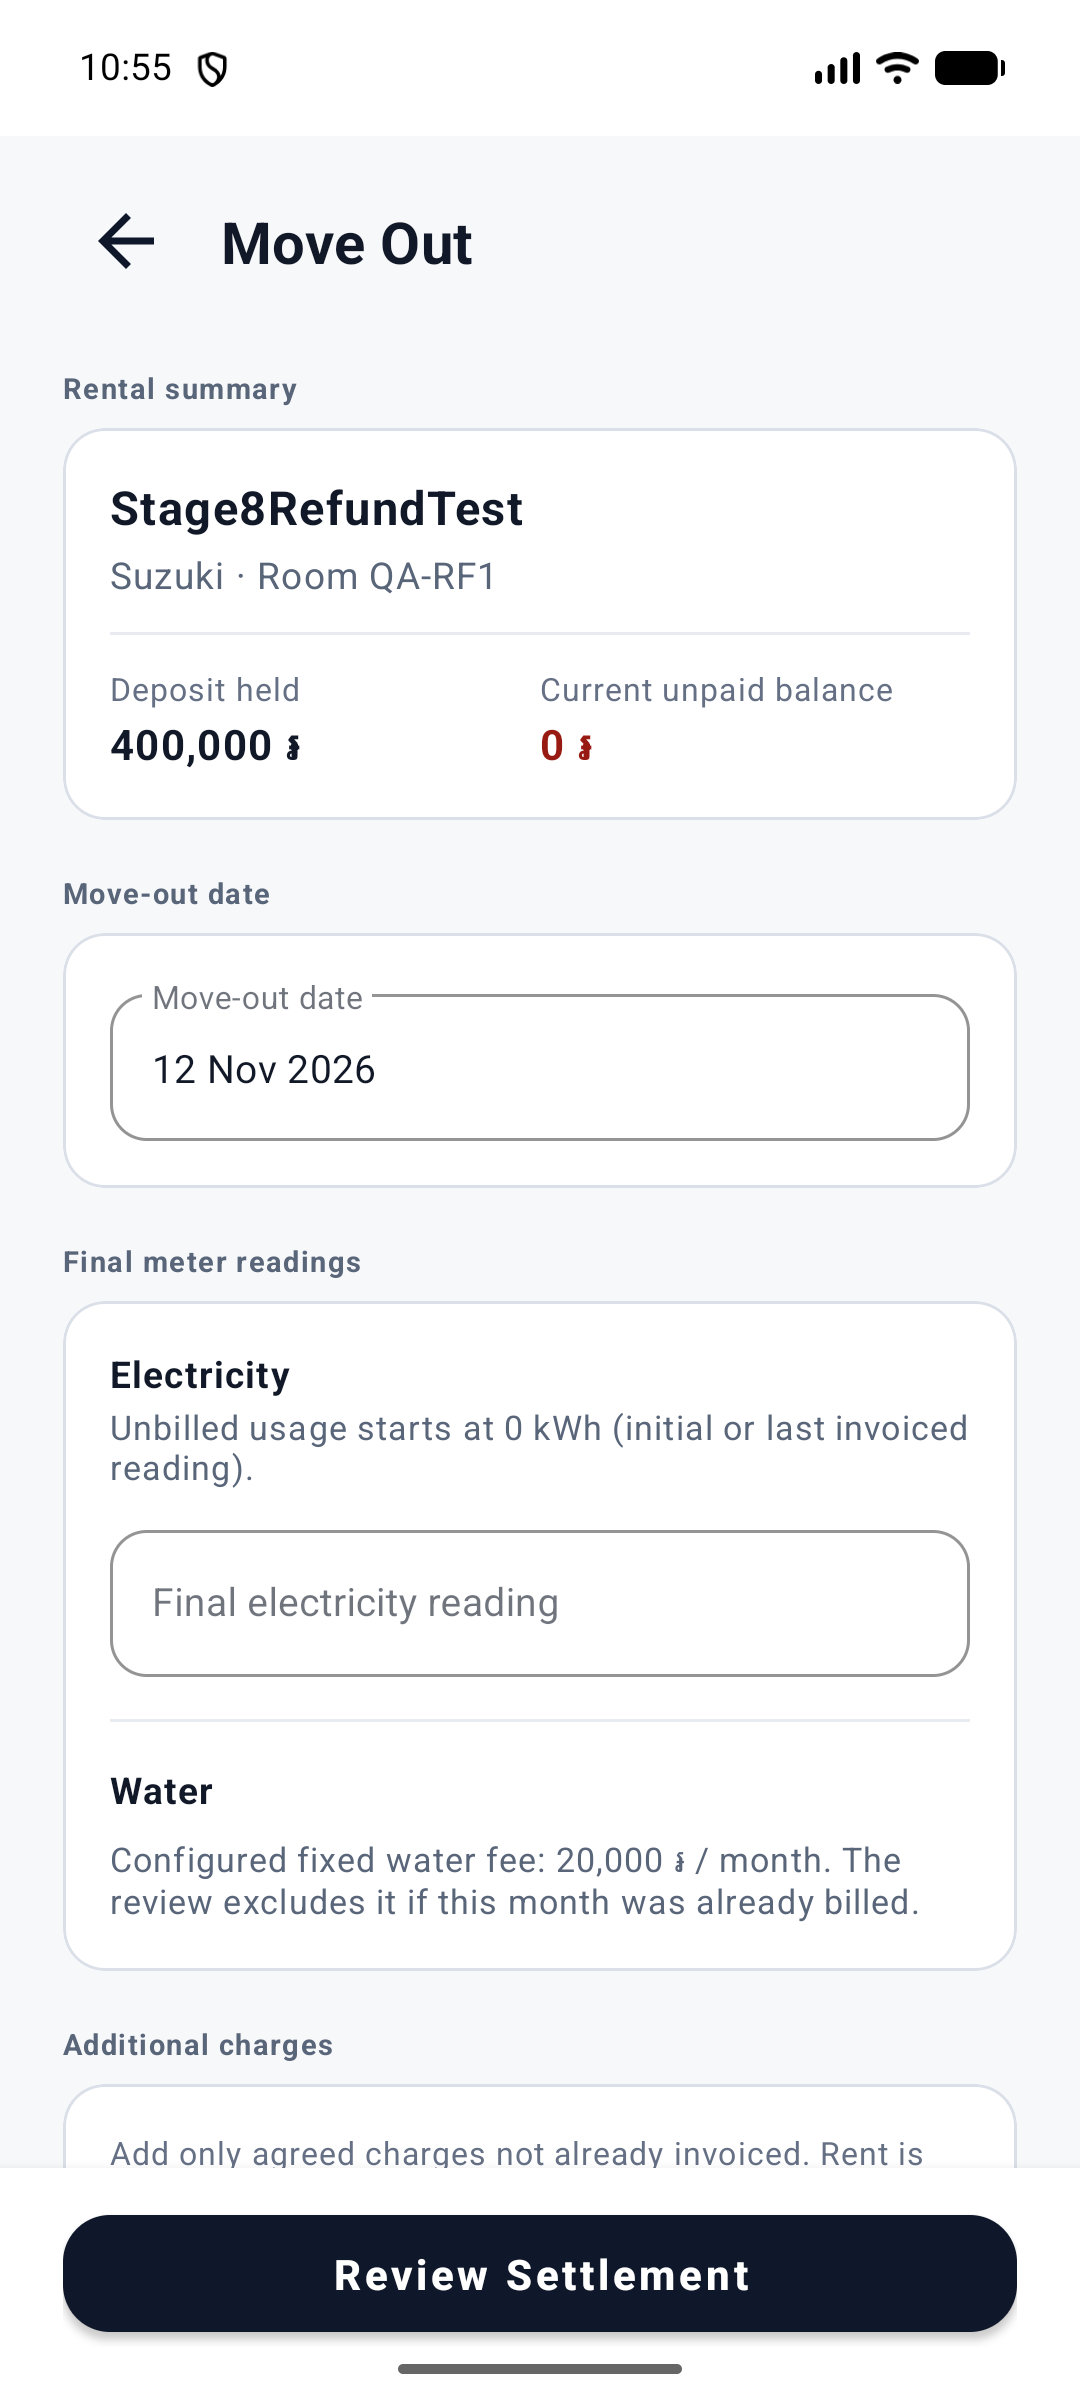 10:55
Move Out
Rental summary
Stage8RefundTest
Suzuki · Room QA-RF1
Deposit held
400,000 ៛
Current unpaid balance
0 ៛
Move-out date
Move-out date
12 Nov 2026
Final meter readings
Electricity
Unbilled usage starts at 0 kWh (initial or last invoiced
reading).
Final electricity reading
Water
Configured fixed water fee: 20,000 ៛ / month. The
review excludes it if this month was already billed.
Additional charges
Add only agreed charges not already invoiced. Rent is
Review Settlement